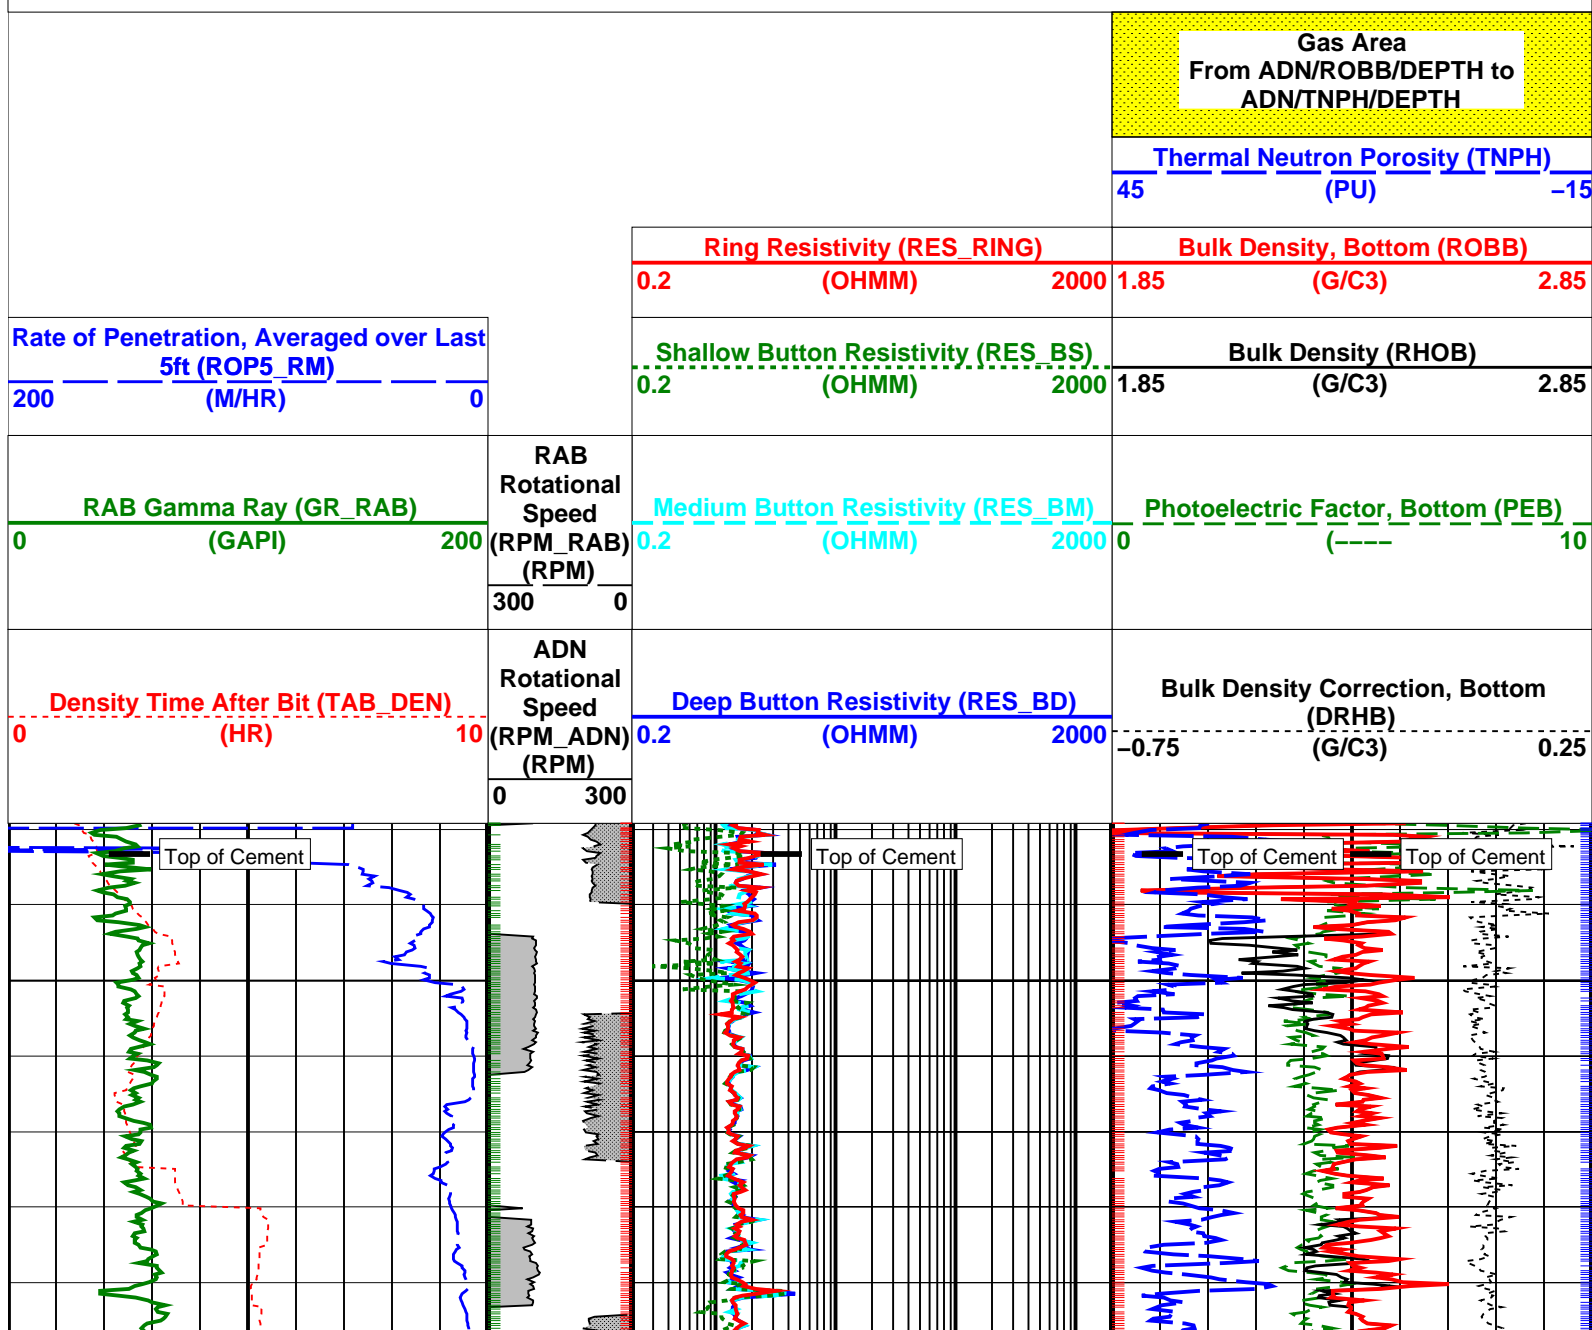 Gas Area
From ADN/ROBB/DEPTH to
ADN/TNPH/DEPTH
Thermal Neutron Porosity (TNPH)
45 (PU) −15
Ring Resistivity (RES_RING)
0.2 (OHMM) 2000
Bulk Density, Bottom (ROBB)
1.85 (G/C3) 2.85
Rate of Penetration, Averaged over Last
5ft (ROP5_RM)
200 (M/HR) 0
Shallow Button Resistivity (RES_BS)
0.2 (OHMM) 2000
Bulk Density (RHOB)
1.85 (G/C3) 2.85
RAB Gamma Ray (GR_RAB)
0 (GAPI) 200
RAB
Rotational
Speed
(RPM_RAB)
(RPM)
300 0
Medium Button Resistivity (RES_BM)
0.2 (OHMM) 2000
Photoelectric Factor, Bottom (PEB)
0 (−−−− 10
Density Time After Bit (TAB_DEN)
0 (HR) 10
ADN
Rotational
Speed
(RPM_ADN)
(RPM)
0 300
Deep Button Resistivity (RES_BD)
0.2 (OHMM) 2000
Bulk Density Correction, Bottom
(DRHB)
−0.75 (G/C3) 0.25
Top of Cement
Top of Cement
Top of Cement
Top of Cement